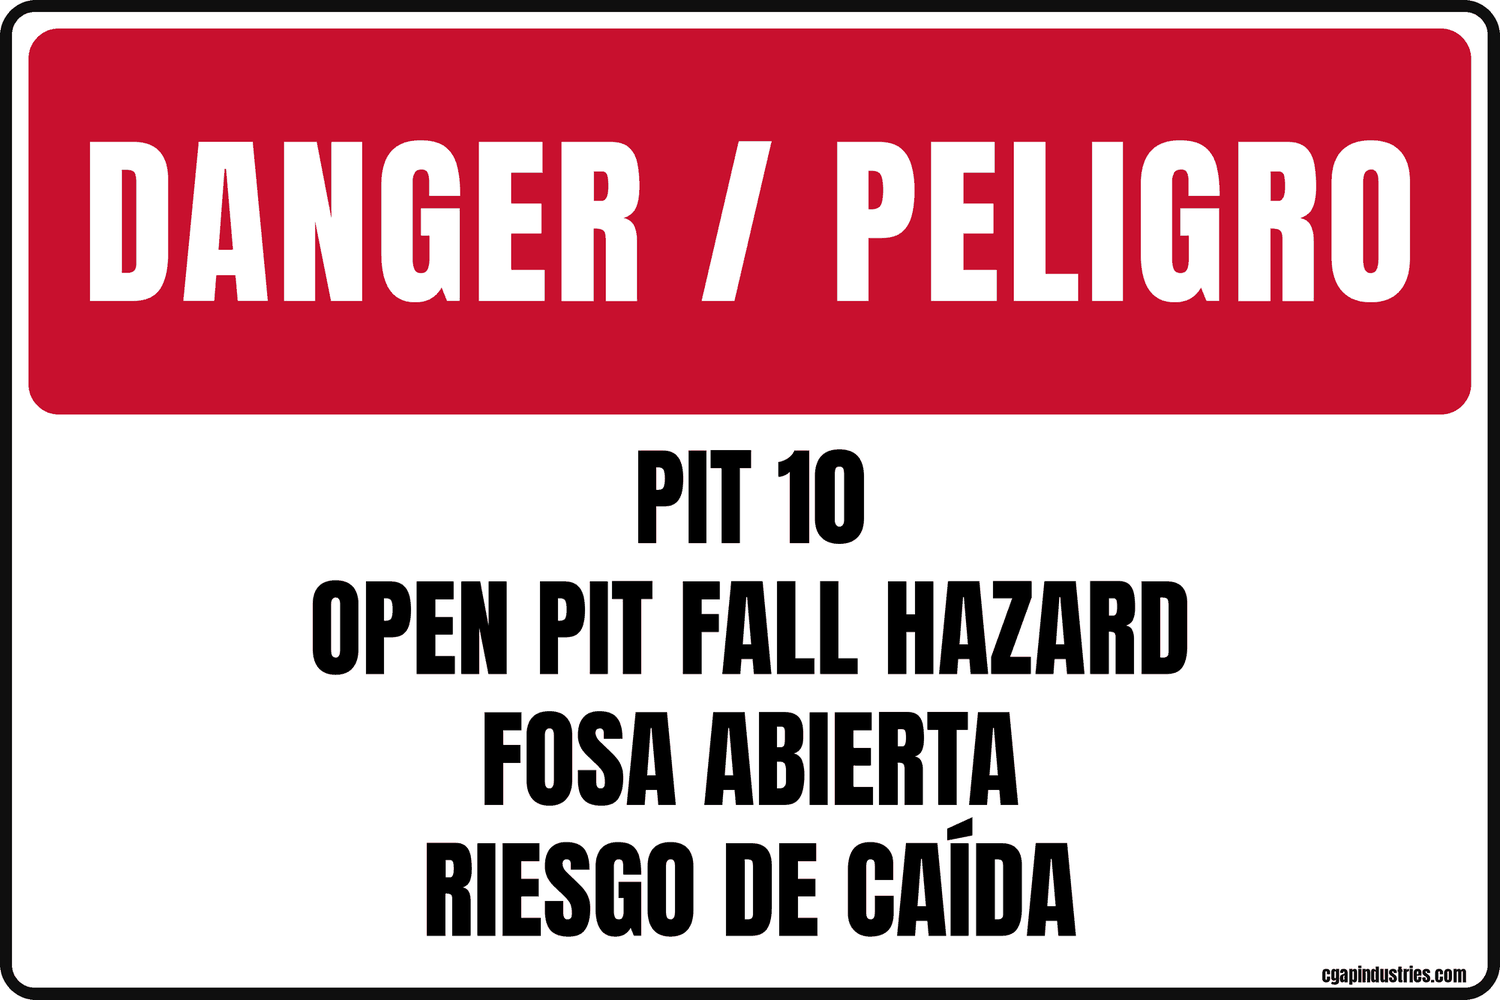 DANGER / PELIGRO
PIT 10
OPEN PIT FALL HAZARD
FOSA ABIERTA
RIESGO DE CAÍDA
cgapindustries.com